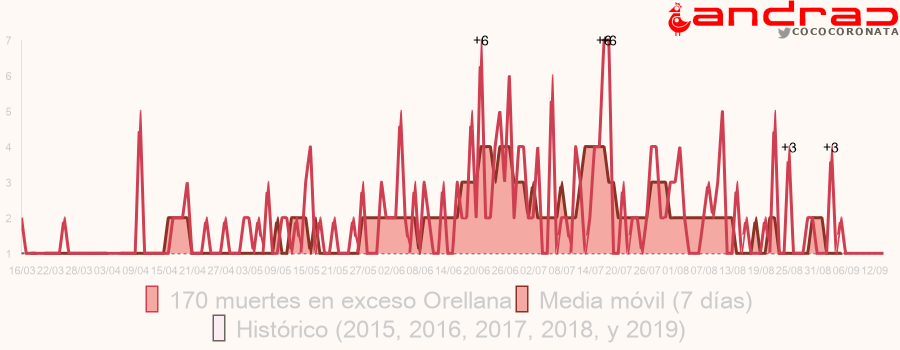 andrac
COCOCORONATA
7
+6 +6 +6
6
5
4
+3 +3
3
2
1
16/03 22/03 28/03 03/04 09/04 15/04 21/04 27/04 03/05 09/05 15/05 21/05 27/05 02/06 08/06 14/06 20/06 26/06 02/07 08/07 14/07 20/07 26/07 01/08 07/08 13/08 19/08 25/08 31/08 06/09 12/09
170 muertes en exceso Orellana Media móvil (7 días)
Histórico (2015, 2016, 2017, 2018, y 2019)